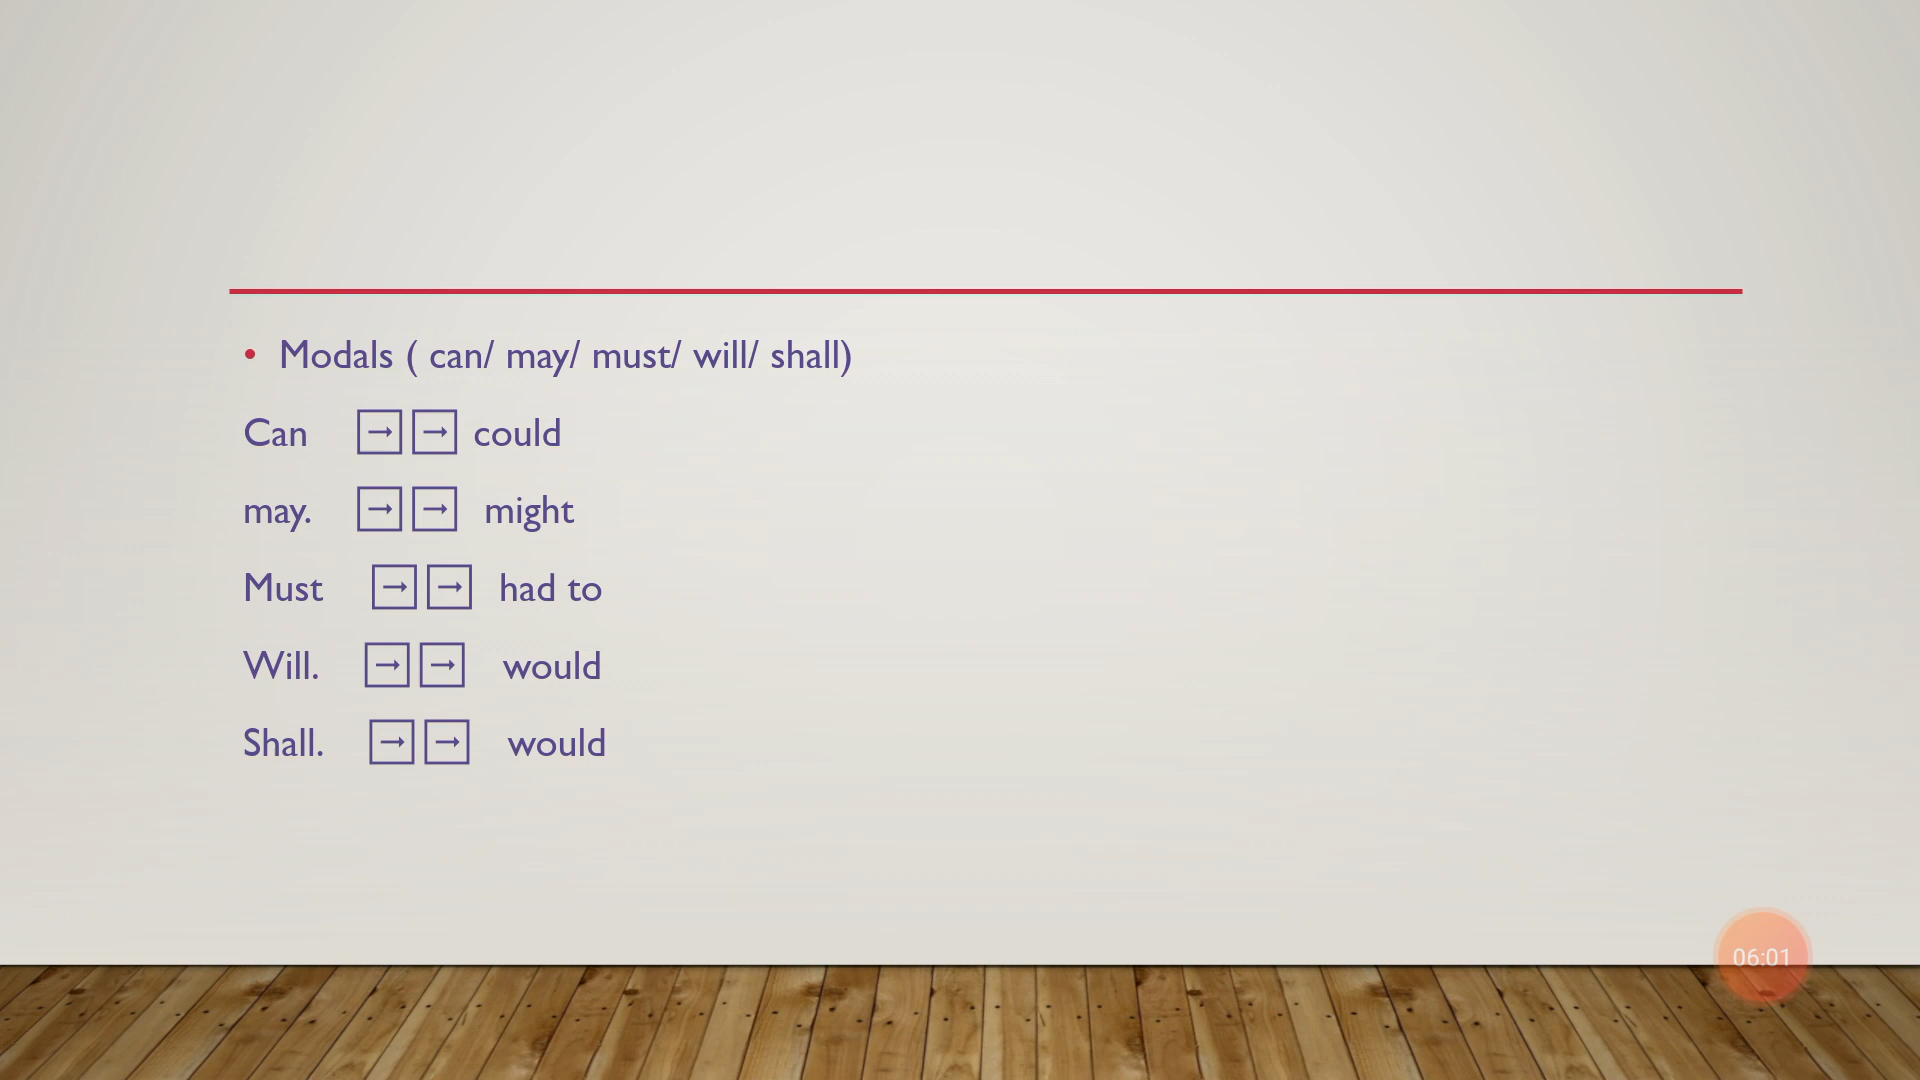 • Modals ( can/ may/ must/ will/ shall)
Can ➡➡ could
may. ➡➡ might
Must ➡➡ had to
Will. ➡➡ would
Shall. ➡➡ would
06:01